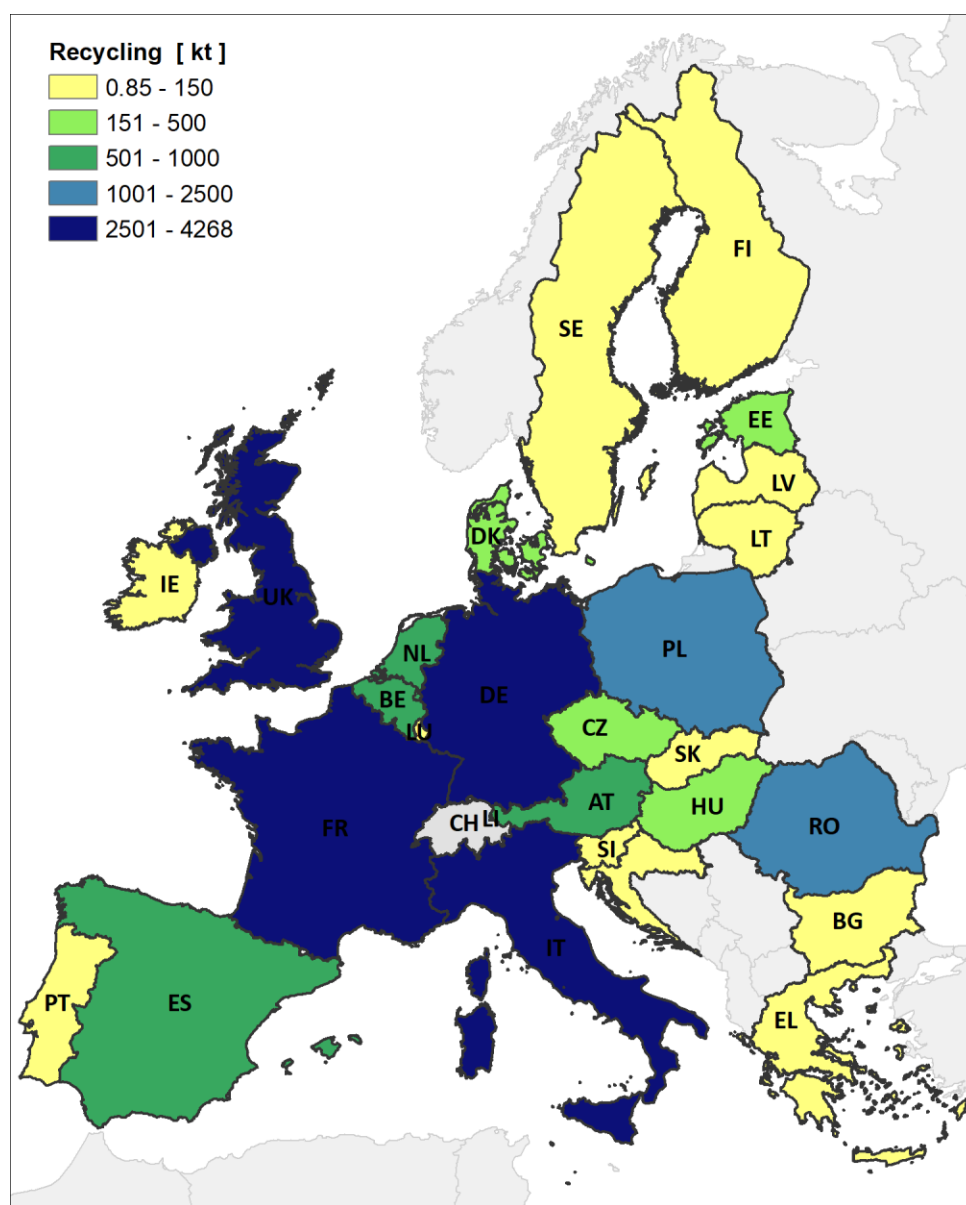 Recycling [ kt ]
0.85 - 150
151 - 500
501 - 1000
1001 - 2500
2501 - 4268
FI
SE
EE
LV
DK
LT
IE
UK
NL
PL
DE
BE
CZ
LU
SK
AT
HU
CH
LI
FR
RO
SI
BG
IT
PT
ES
EL